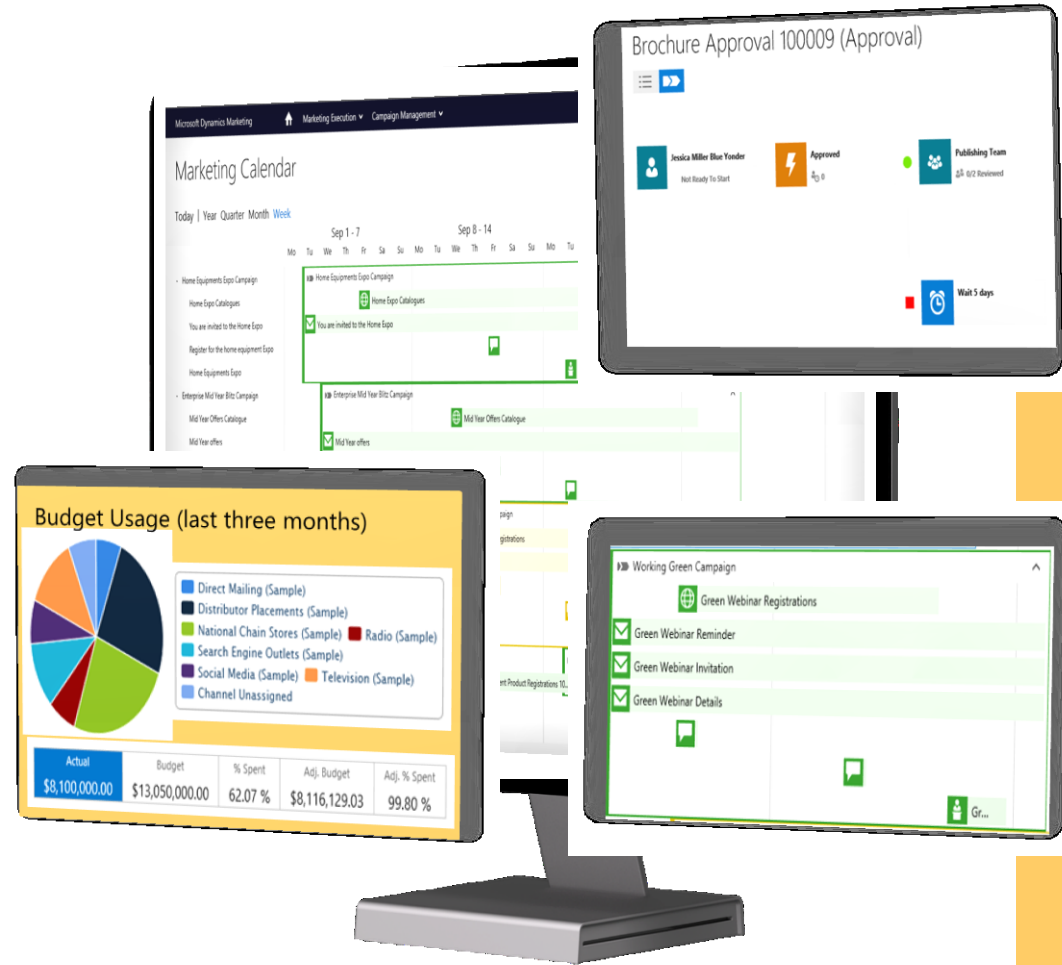 Brochure Approval 100009 (Approval)
Jessica Miller Blue Yonder
Not Ready To Start
Approved
0
Publishing Team
0/2 Reviewed
Wait 5 days
Microsoft Dynamics Marketing Marketing Execution Campaign Management
Marketing Calendar
Today | Year Quarter Month Week
Sep 1 - 7 Sep 8 - 14
Mo Tu We Th Fr Sa Su Mo Tu We Th Fr Sa Su Mo Tu
Home Equipments Expo Campaign Home Equipments Expo Campaign
Home Expo Catalogues Home Expo Catalogues
You are invited to the Home Expo You are invited to the Home Expo
Register for the home equipment Expo
Home Equipments Expo
Enterprise Mid Year Blitz Campaign Enterprise Mid Year Blitz Campaign
Mid Year Offers Catalogue Mid Year Offers Catalogue
Mid Year offers Mid Year offers
paign
gistrations
ent Product Registrations 10...
Budget Usage (last three months)
Direct Mailing (Sample)
Distributor Placements (Sample)
National Chain Stores (Sample) Radio (Sample)
Search Engine Outlets (Sample)
Social Media (Sample) Television (Sample)
Channel Unassigned
Actual Budget % Spent Adj. Budget Adj. % Spent
$8,100,000.00 $13,050,000.00 62.07 % $8,116,129.03 99.80 %
Working Green Campaign
Green Webinar Registrations
Green Webinar Reminder
Green Webinar Invitation
Green Webinar Details
Gr...